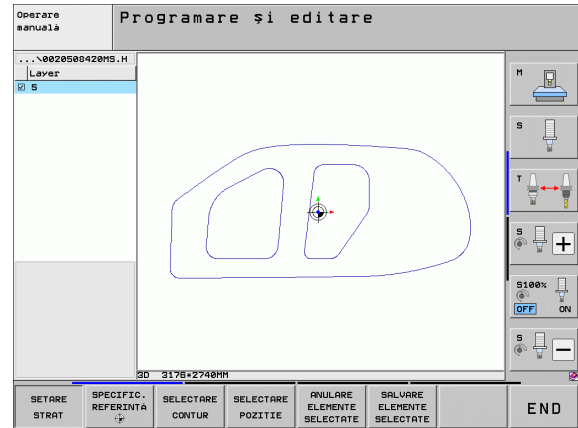 Operare
manuală
Programare și editare
...\0020508420MS.H
Layer
5
M
S
T
S
S100%
OFF ON
S
3D 3176*2740MM
SETARE
STRAT
SPECIFIC.
REFERINȚĂ
SELECTARE
CONTUR
SELECTARE
POZITIE
ANULARE
ELEMENTE
SELECTATE
SALVARE
ELEMENTE
SELECTATE
END